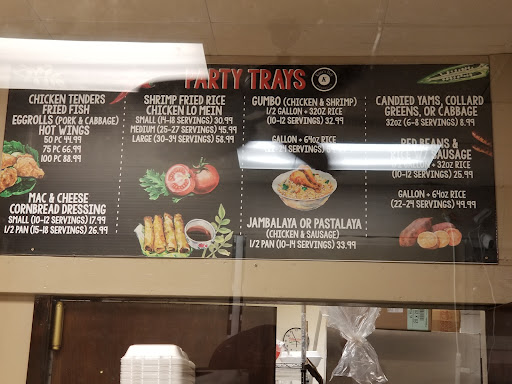 PARTY TRAYS
CHICKEN TENDERS
FRIED FISH
EGGROLLS (PORK & CABBAGE)
HOT WINGS
50 PC 44.99
75 PC 66.99
100 PC 88.99
MAC & CHEESE
CORNBREAD DRESSING
SMALL (10-12 SERVINGS) 17.99
1/2 PAN (15-18 SERVINGS) 26.99
SHRIMP FRIED RICE
CHICKEN LO MEIN
SMALL (14-18 SERVINGS) 30.99
MEDIUM (25-27 SERVINGS) 45.99
LARGE (30-34 SERVINGS) 58.99
GUMBO (CHICKEN & SHRIMP)
1/2 GALLON + 32OZ RICE
(10-12 SERVINGS) 32.99
GALLON + 64OZ RICE
SERVINGS)
JAMBALAYA OR PASTALAYA
(CHICKEN & SAUSAGE)
1/2 PAN (10-14 SERVINGS) 33.99
CANDIED YAMS, COLLARD
GREENS, OR CABBAGE
32OZ (6-8 SERVINGS) 8.99
RED BEANS &
SAUSAGE
+ 32OZ RICE
(10-12 SERVINGS) 25.99
GALLON + 64OZ RICE
(22-24 SERVINGS) 49.99